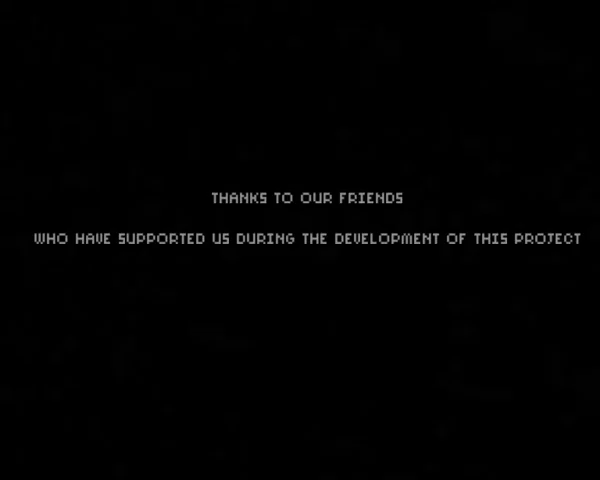 THANKS TO OUR FRIENDS
WHO HAVE SUPPORTED US DURING THE DEVELOPMENT OF THIS PROJECT